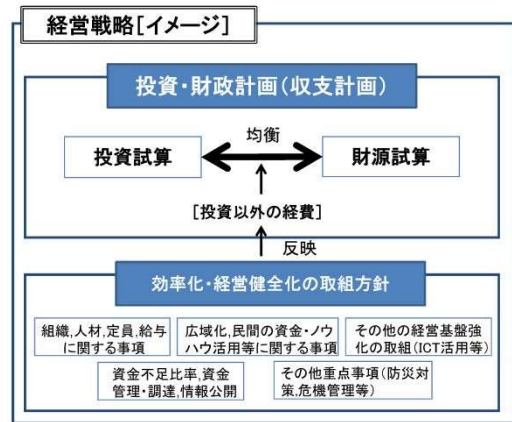 経営戦略[イメージ]
投資・財政計画(収支計画)
均衡
投資試算
財源試算
[投資以外の経費]
反映
効率化・経営健全化の取組方針
組織,人材,定員,給与
に関する事項
広域化,民間の資金・ノウ
ハウ活用等に関する事項
その他の経営基盤強
化の取組(ICT活用等)
資金不足比率,資金
管理・調達,情報公開
その他重点事項(防災対
策,危機管理等)